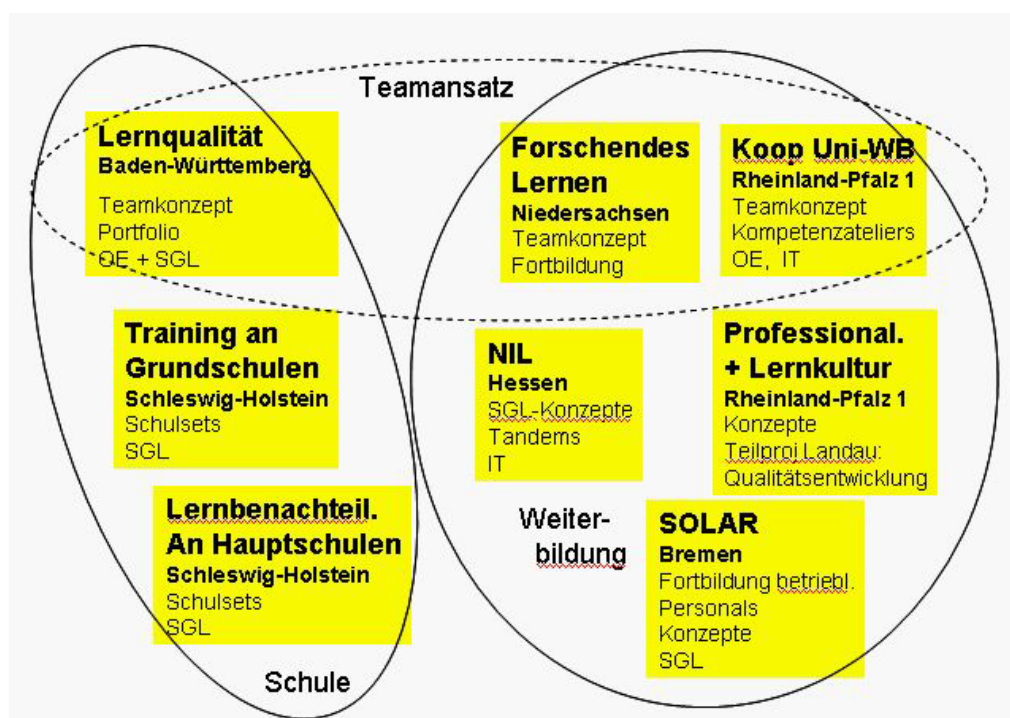 Teamansatz
Lernqualität
Baden-Württemberg
Teamkonzept
Portfolio
OE + SGL
Forschendes
Lernen
Niedersachsen
Teamkonzept
Fortbildung
Koop Uni-WB
Rheinland-Pfalz 1
Teamkonzept
Kompetenzateliers
OE, IT
Training an
Grundschulen
Schleswig-Holstein
Schulsets
SGL
NIL
Hessen
SGL-Konzepte
Tandems
IT
Professional.
+ Lernkultur
Rheinland-Pfalz 1
Konzepte
Teilproj Landau:
Qualitätsentwicklung
Lernbenachteil.
An Hauptschulen
Schleswig-Holstein
Schulsets
SGL
Weiter-
bildung
SOLAR
Bremen
Fortbildung betriebl.
Personals
Konzepte
SGL
Schule